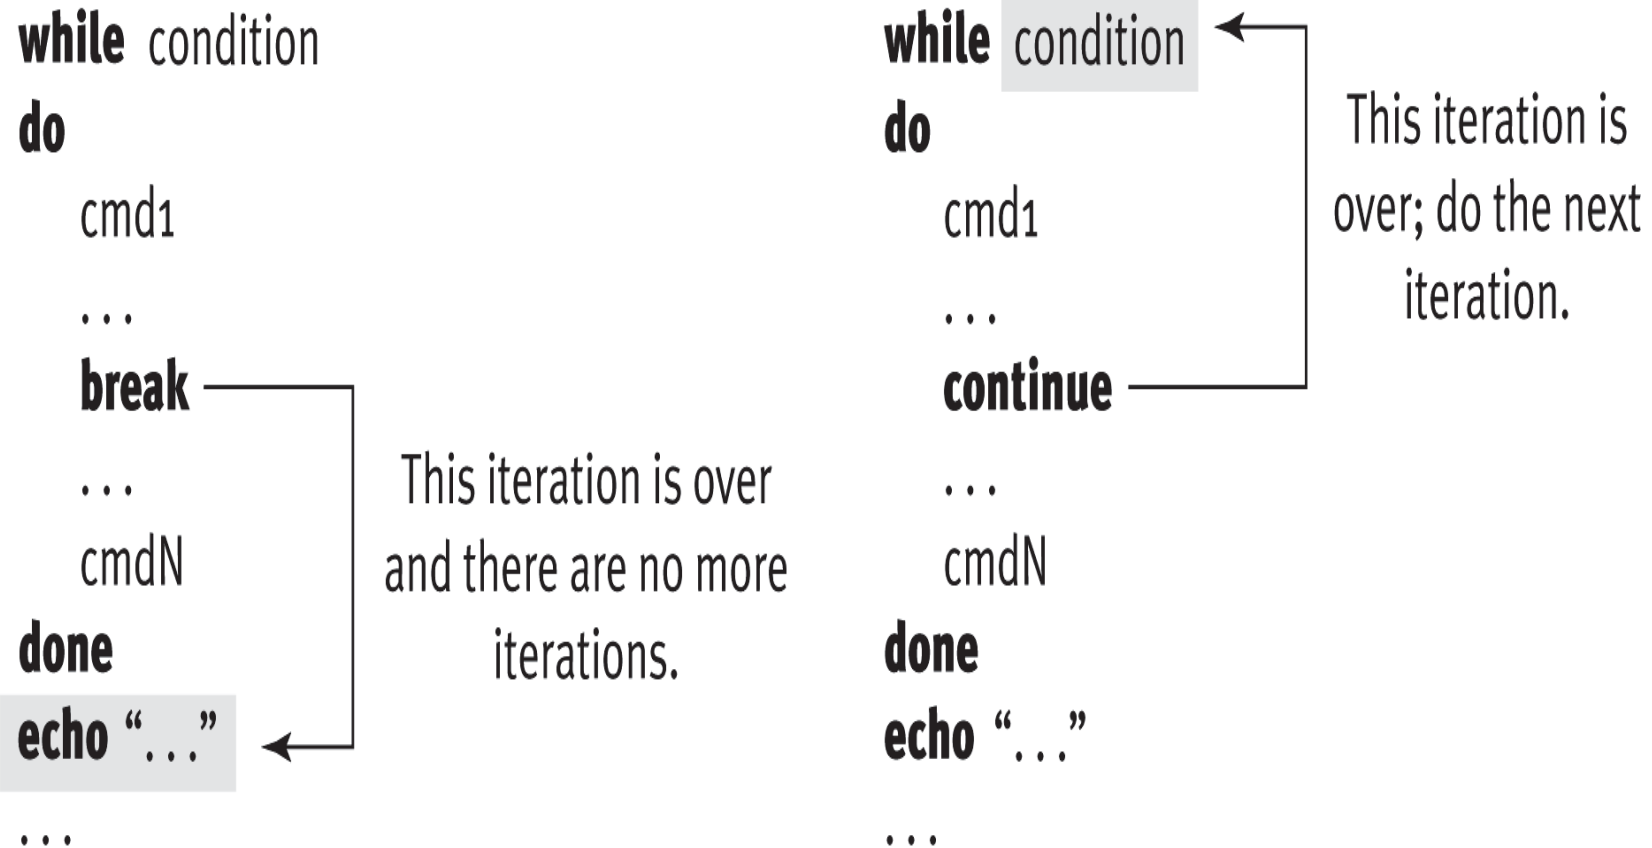 while condition
do
cmd1
...
break
...
cmdN
done
echo “...”
...
This iteration is over
and there are no more
iterations.
while condition
do
cmd1
...
continue
...
cmdN
done
echo “...”
...
This iteration is
over; do the next
iteration.